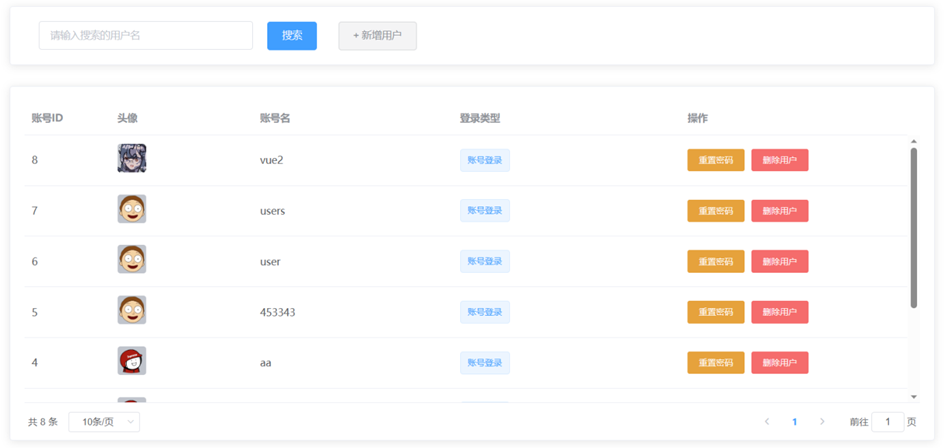 请输入搜索的用户名 搜索 + 新增用户
账号ID 头像 账号名 登录类型 操作
8 vue2 账号登录 重置密码 删除用户
7 users 账号登录 重置密码 删除用户
6 user 账号登录 重置密码 删除用户
5 453343 账号登录 重置密码 删除用户
4 aa 账号登录 重置密码 删除用户
共 8 条 10条/页 1 前往 1 页